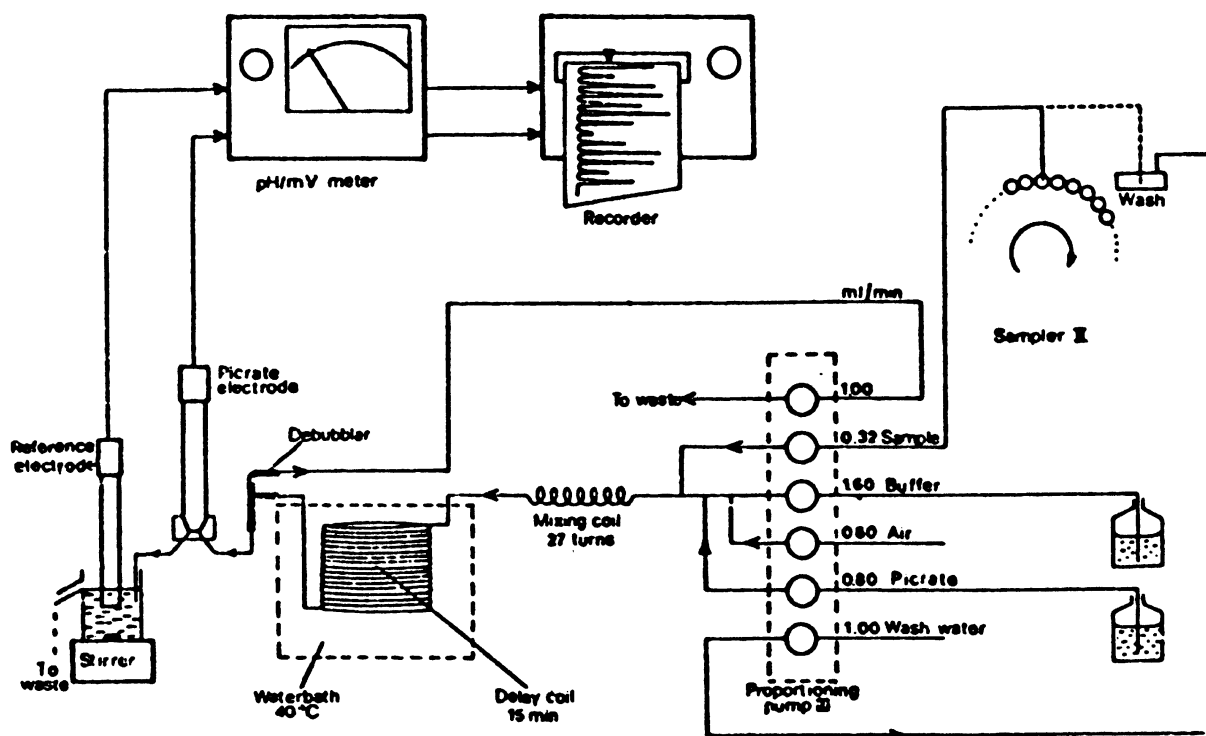 pH/mV meter
Recorder
Wash
Sampler II
ml/min
Picrate
electrode
To waste
1.00
0.32 Sample
Reference
electrode
Debubblar
1.60 Buffer
Mixing coil
27 turns
0.60 Air
0.80 Picrate
1.00 Wash water
Stirrer
To
waste
Waterbath
40°C
Delay coil
15 min
Proportioning
pump II